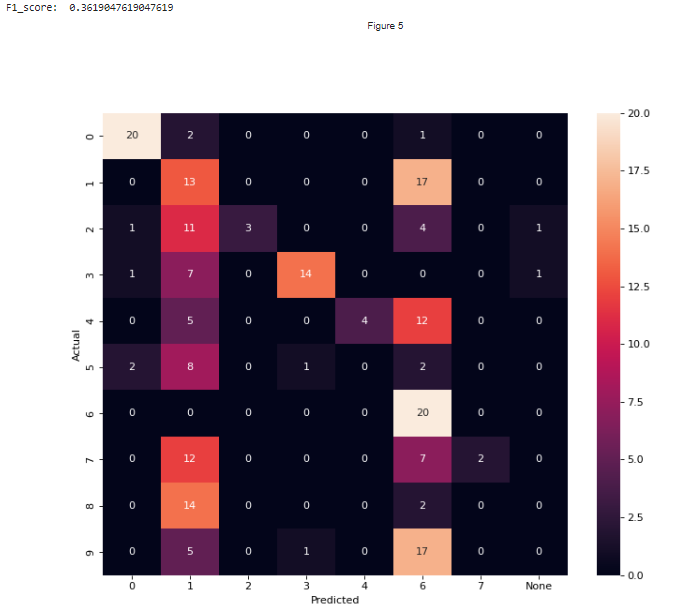 F1_score: 0.3619047619047619
Figure 5
20.0
0 20 2 0 0 0 1 0 0
17.5
1 0 13 0 0 0 17 0 0
15.0
2 1 11 3 0 0 4 0 1
12.5
3 1 7 0 14 0 0 0 1
10.0
4 0 5 0 0 4 12 0 0
Actual
5 2 8 0 1 0 2 0 0
7.5
6 0 0 0 0 0 20 0 0
5.0
7 0 12 0 0 0 7 2 0
8 0 14 0 0 0 2 0 0
2.5
9 0 5 0 1 0 17 0 0
0.0
0 1 2 3 4 6 7 None
Predicted